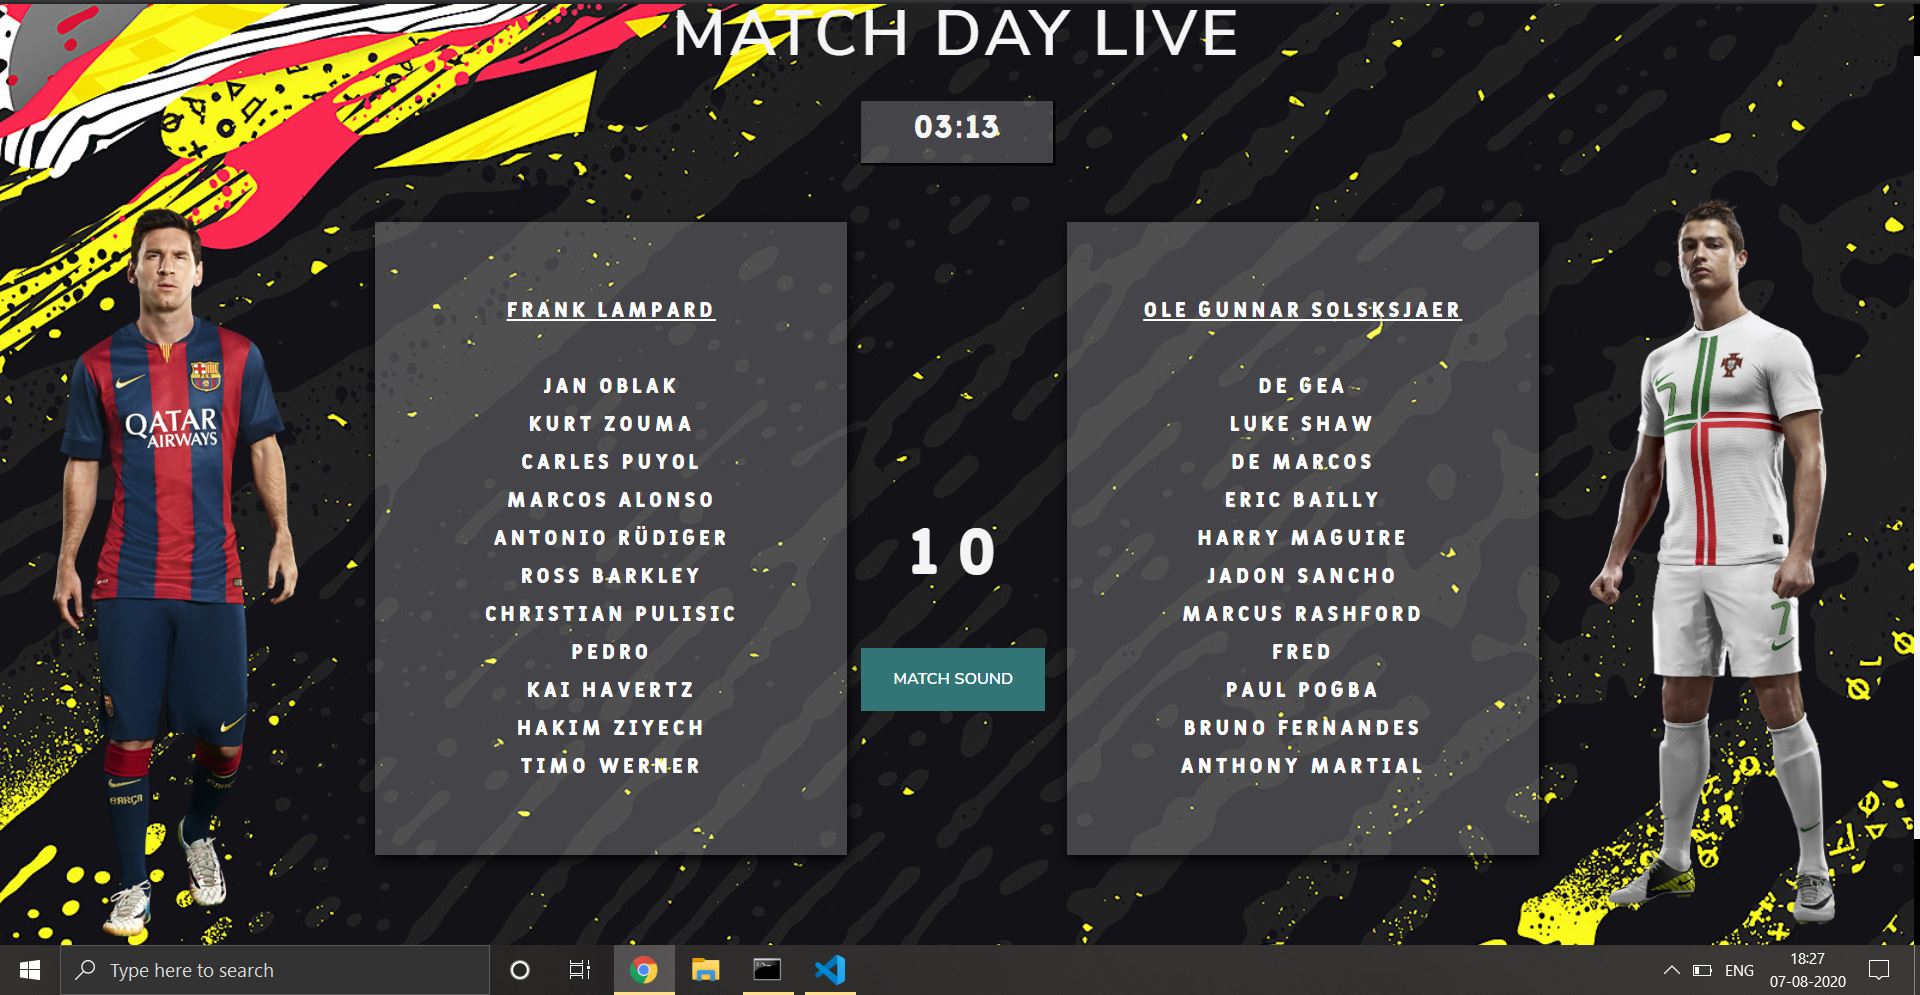 MATCH DAY LIVE
03:13
FRANK LAMPARD
JAN OBLAK
KURT ZOUMA
CARLES PUYOL
MARCOS ALONSO
ANTONIO RÜDIGER
ROSS BARKLEY
CHRISTIAN PULISIC
PEDRO
KAI HAVERTZ
HAKIM ZIYECH
TIMO WERNER
1 0
MATCH SOUND
OLE GUNNAR SOLSKSJAER
DE GEA
LUKE SHAW
DE MARCOS
ERIC BAILLY
HARRY MAGUIRE
JADON SANCHO
MARCUS RASHFORD
FRED
PAUL POGBA
BRUNO FERNANDES
ANTHONY MARTIAL
QATAR
AIRWAYS
BARÇA
7
7
Type here to search
ENG
18:27
07-08-2020